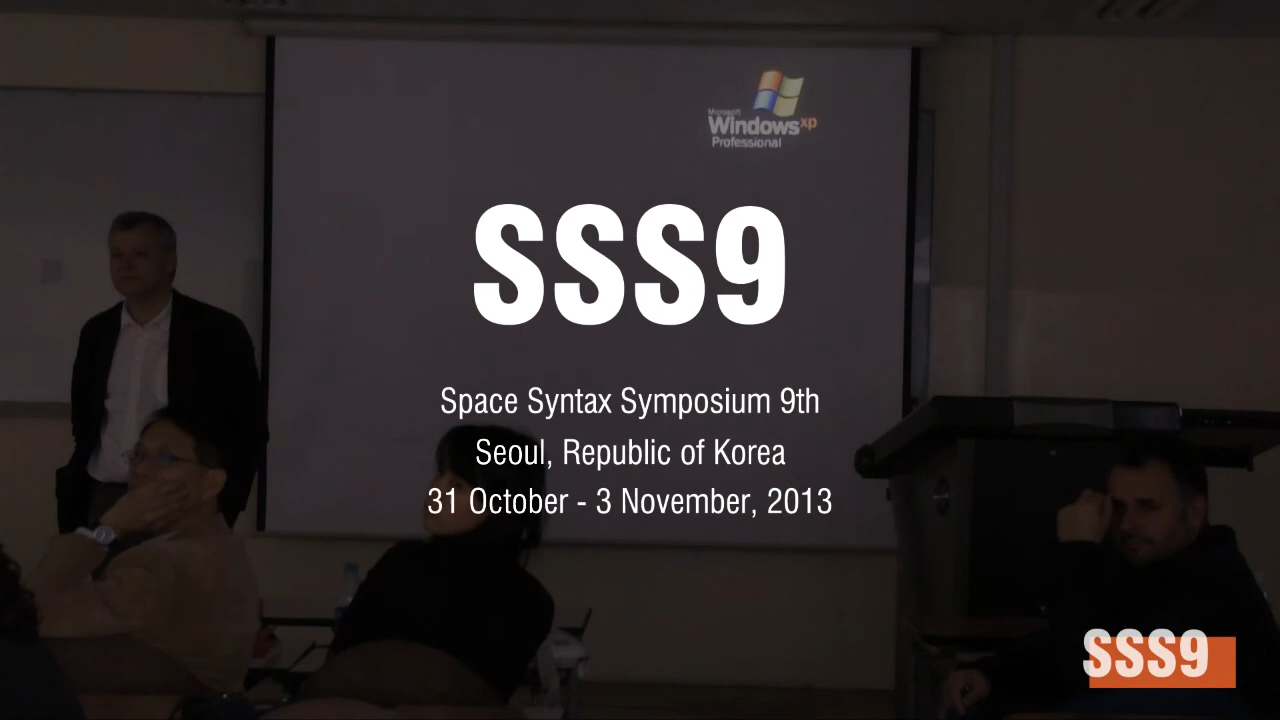 Microsoft
Windows xp
Professional
SSS9
Space Syntax Symposium 9th
Seoul, Republic of Korea
31 October - 3 November, 2013
SSS9